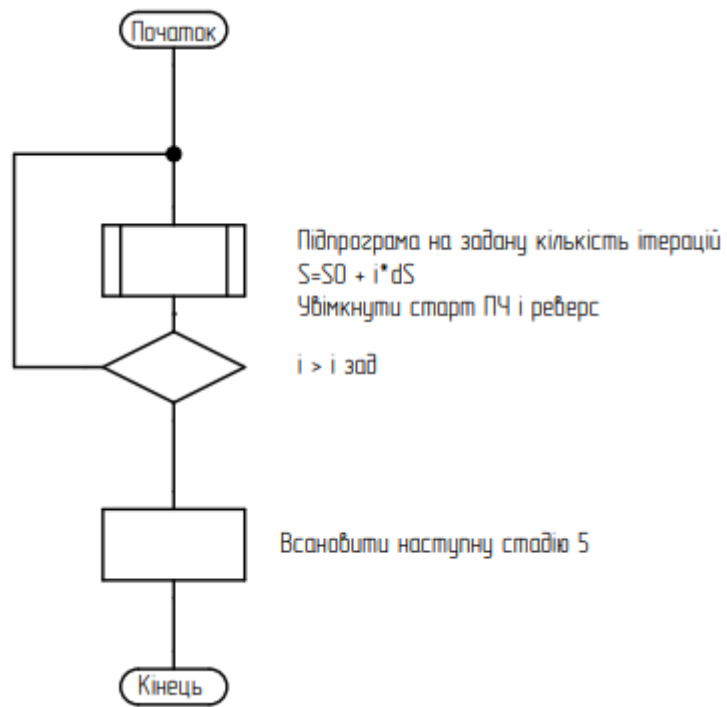 Початок
Підпрограма на задану кількість ітерацій
S=S0 + i*dS
Увімкнути старт ПЧ і реверс
i > i зад
Всановити наступну стадію 5
Кінець